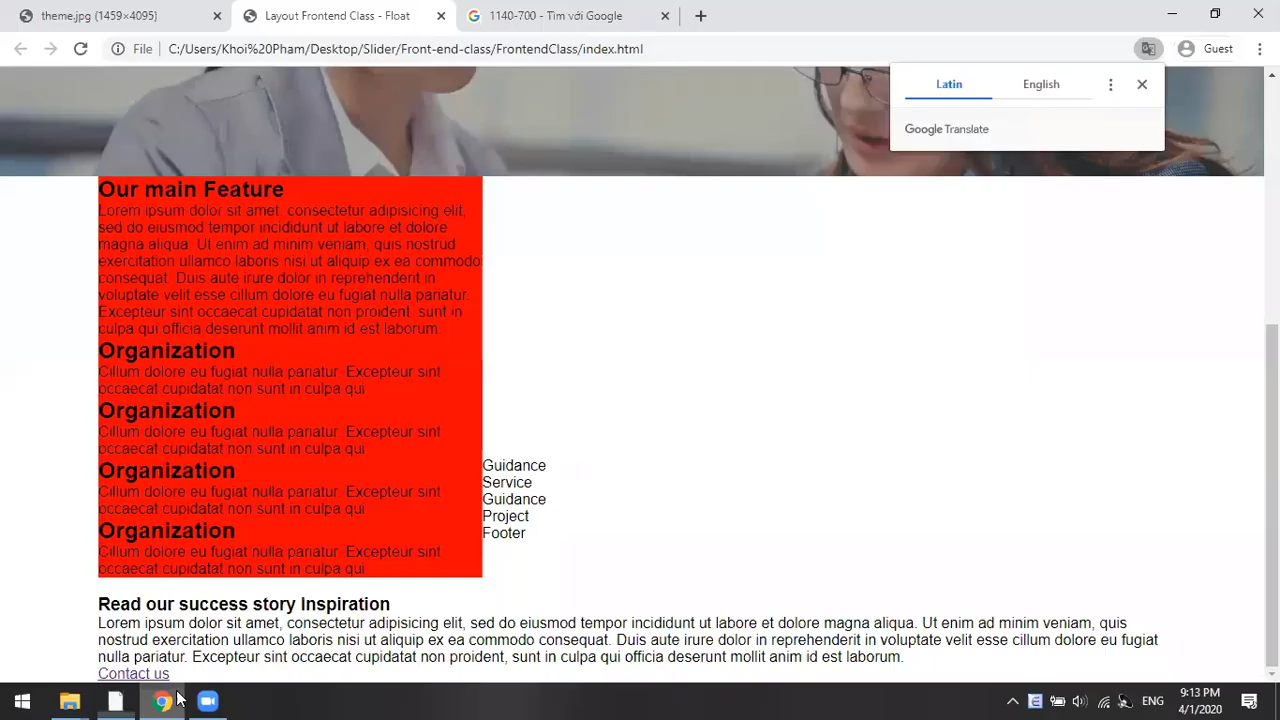 theme.jpg (1459×4095)
Layout Frontend Class - Float
1140-700 - Tìm với Google
File
C:/Users/Khoi%20Pham/Desktop/Slider/Front-end-class/FrontendClass/index.html
Guest
Latin
English
Google Translate
Our main Feature
Lorem ipsum dolor sit amet, consectetur adipisicing elit,
sed do eiusmod tempor incididunt ut labore et dolore
magna aliqua. Ut enim ad minim veniam, quis nostrud
exercitation ullamco laboris nisi ut aliquip ex ea commodo
consequat. Duis aute irure dolor in reprehenderit in
voluptate velit esse cillum dolore eu fugiat nulla pariatur.
Excepteur sint occaecat cupidatat non proident, sunt in
culpa qui officia deserunt mollit anim id est laborum.
Organization
Cillum dolore eu fugiat nulla pariatur. Excepteur sint
occaecat cupidatat non sunt in culpa qui
Organization
Cillum dolore eu fugiat nulla pariatur. Excepteur sint
occaecat cupidatat non sunt in culpa qui
Organization
Cillum dolore eu fugiat nulla pariatur. Excepteur sint
occaecat cupidatat non sunt in culpa qui
Organization
Cillum dolore eu fugiat nulla pariatur. Excepteur sint
occaecat cupidatat non sunt in culpa qui
Guidance
Service
Guidance
Project
Footer
Read our success story Inspiration
Lorem ipsum dolor sit amet, consectetur adipisicing elit, sed do eiusmod tempor incididunt ut labore et dolore magna aliqua. Ut enim ad minim veniam, quis
nostrud exercitation ullamco laboris nisi ut aliquip ex ea commodo consequat. Duis aute irure dolor in reprehenderit in voluptate velit esse cillum dolore eu fugiat
nulla pariatur. Excepteur sint occaecat cupidatat non proident, sunt in culpa qui officia deserunt mollit anim id est laborum.
Contact us
ENG
9:13 PM
4/1/2020